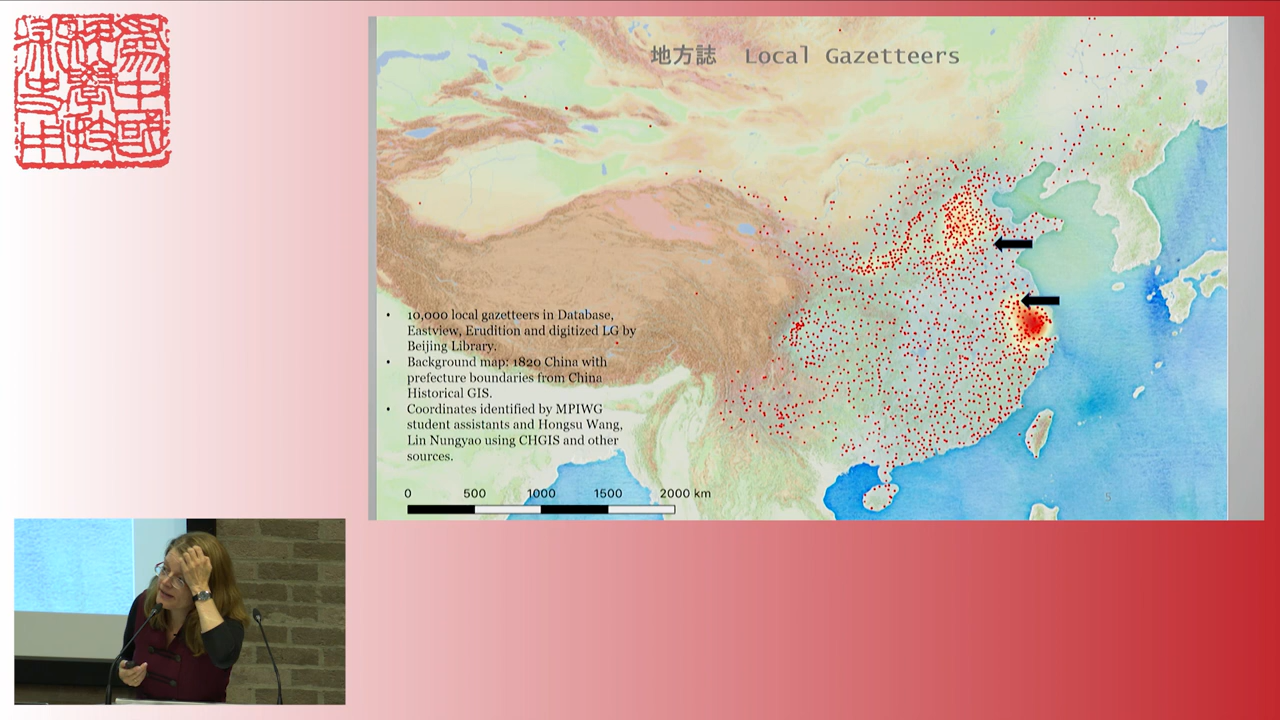 地方誌 Local Gazetteers
• 10,000 local gazetteers in Database,
Eastview, Erudition and digitized LG by
Beijing Library.
• Background map: 1820 China with
prefecture boundaries from China
Historical GIS.
• Coordinates identified by MPIWG
student assistants and Hongsu Wang,
Lin Nungyao using CHGIS and other
sources.
0 500 1000 1500 2000 km
5